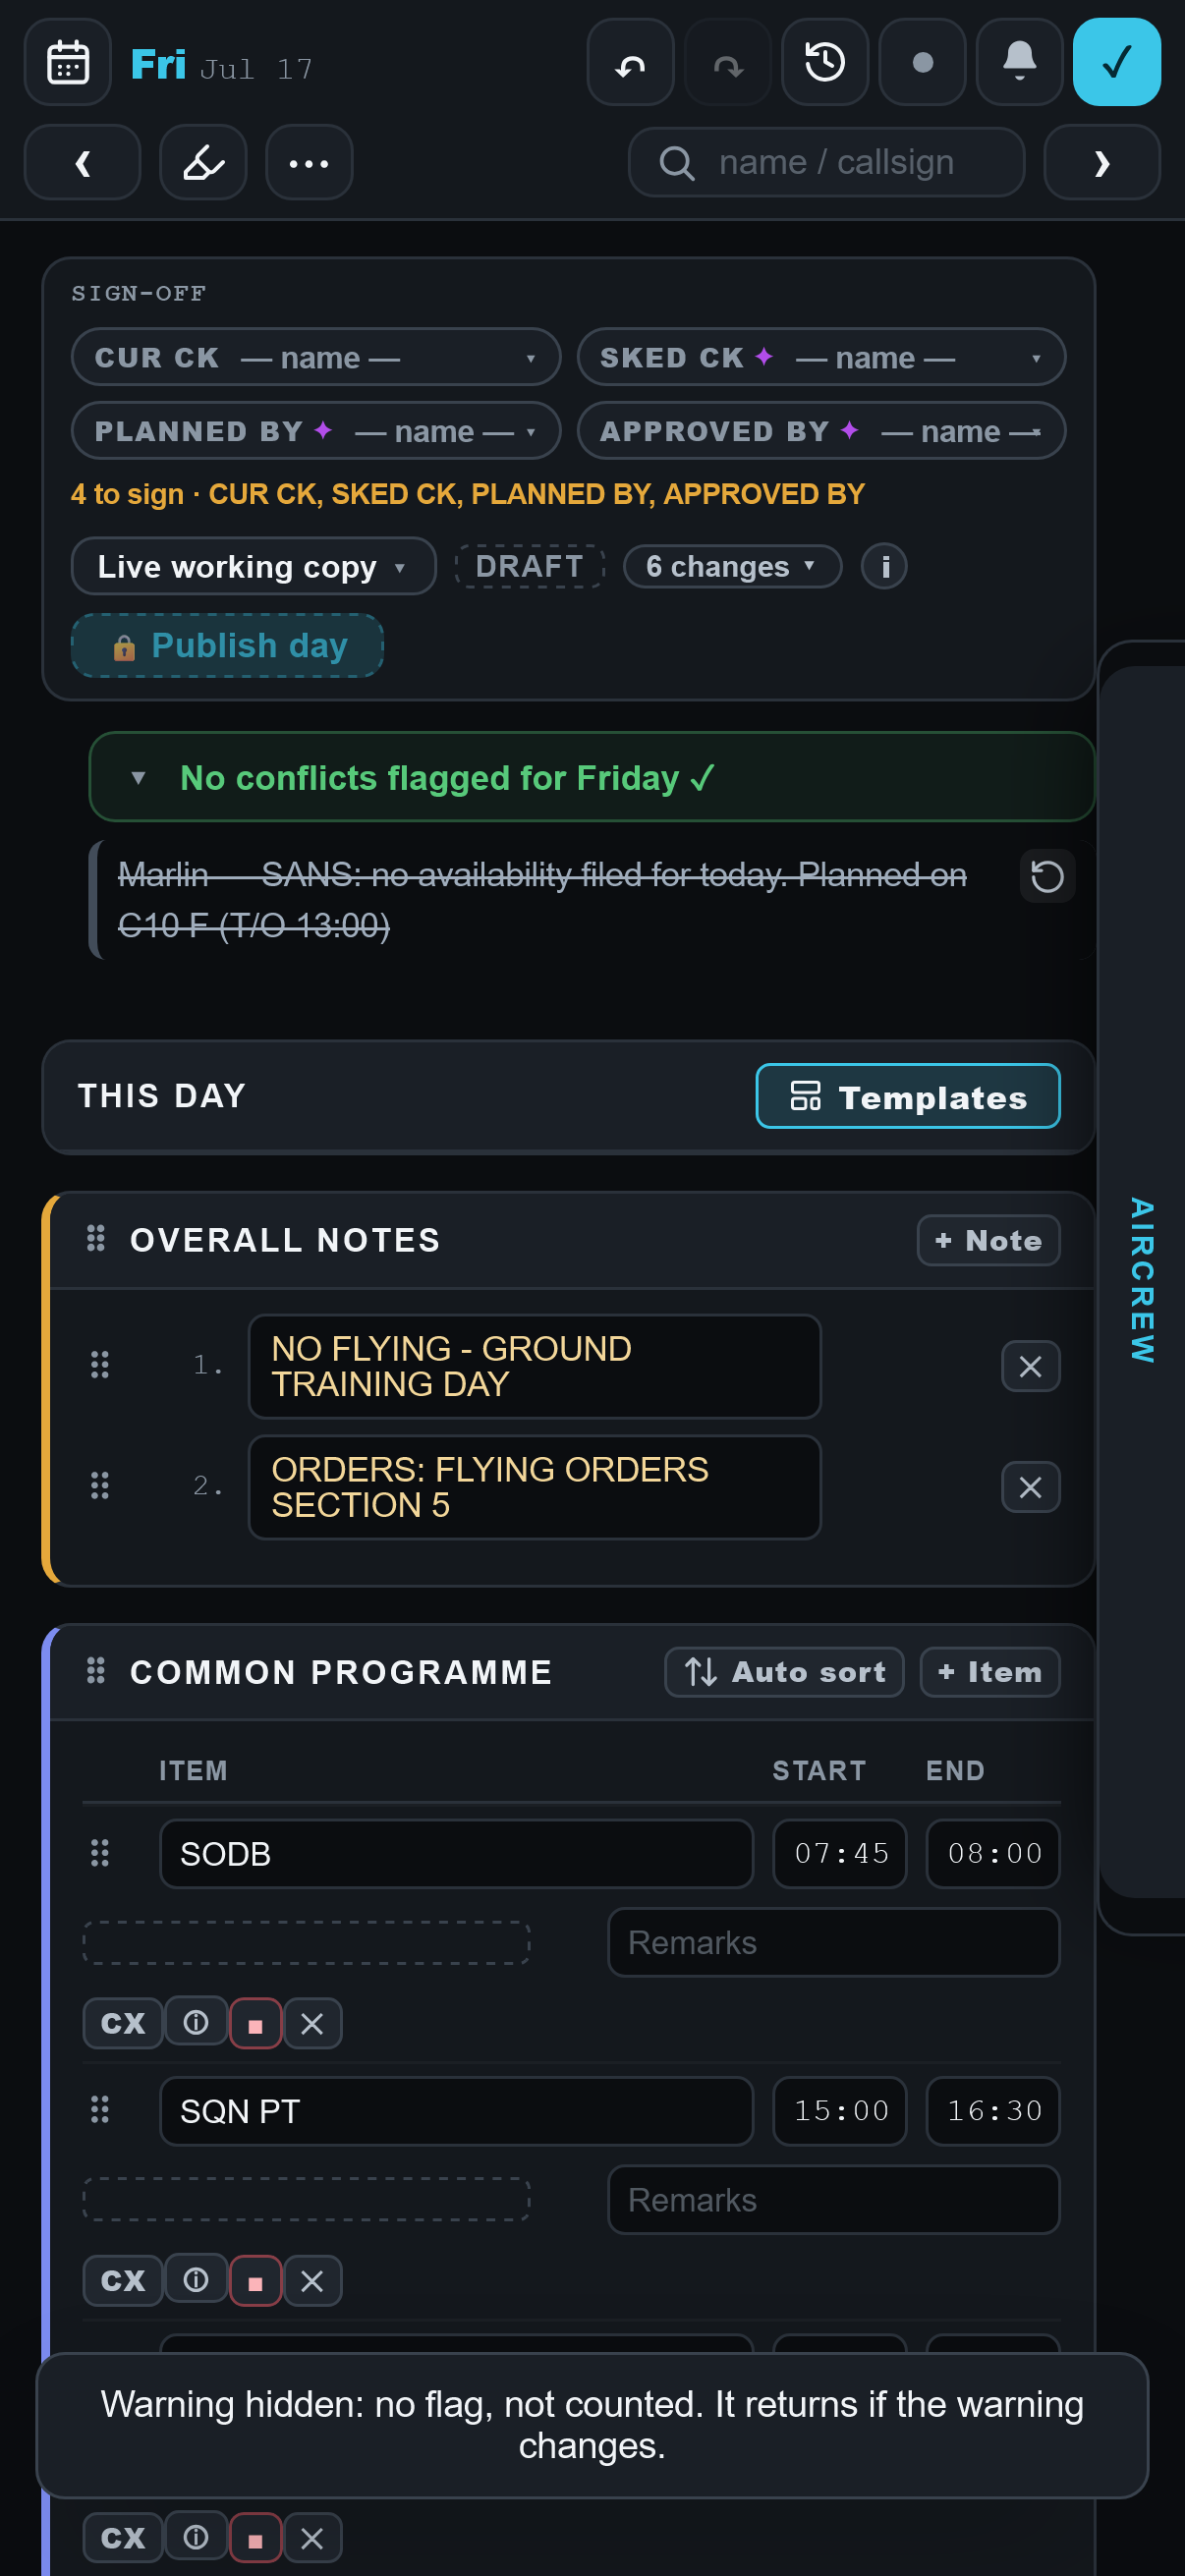 Fri Jul 17
name / callsign
SIGN-OFF
CUR CK — name —
SKED CK — name —
PLANNED BY — name —
APPROVED BY — name —
4 to sign · CUR CK, SKED CK, PLANNED BY, APPROVED BY
Live working copy DRAFT 6 changes i
Publish day
No conflicts flagged for Friday ✓
Marlin — SANS: no availability filed for today. Planned on
C10 F (T/O 13:00)
THIS DAY
Templates
OVERALL NOTES
+ Note
1. NO FLYING - GROUND
TRAINING DAY
2. ORDERS: FLYING ORDERS
SECTION 5
COMMON PROGRAMME
Auto sort
+ Item
ITEM START END
SODB 07:45 08:00
Remarks
CX
SQN PT 15:00 16:30
Remarks
CX
Warning hidden: no flag, not counted. It returns if the warning
changes.
CX
AIRCREW